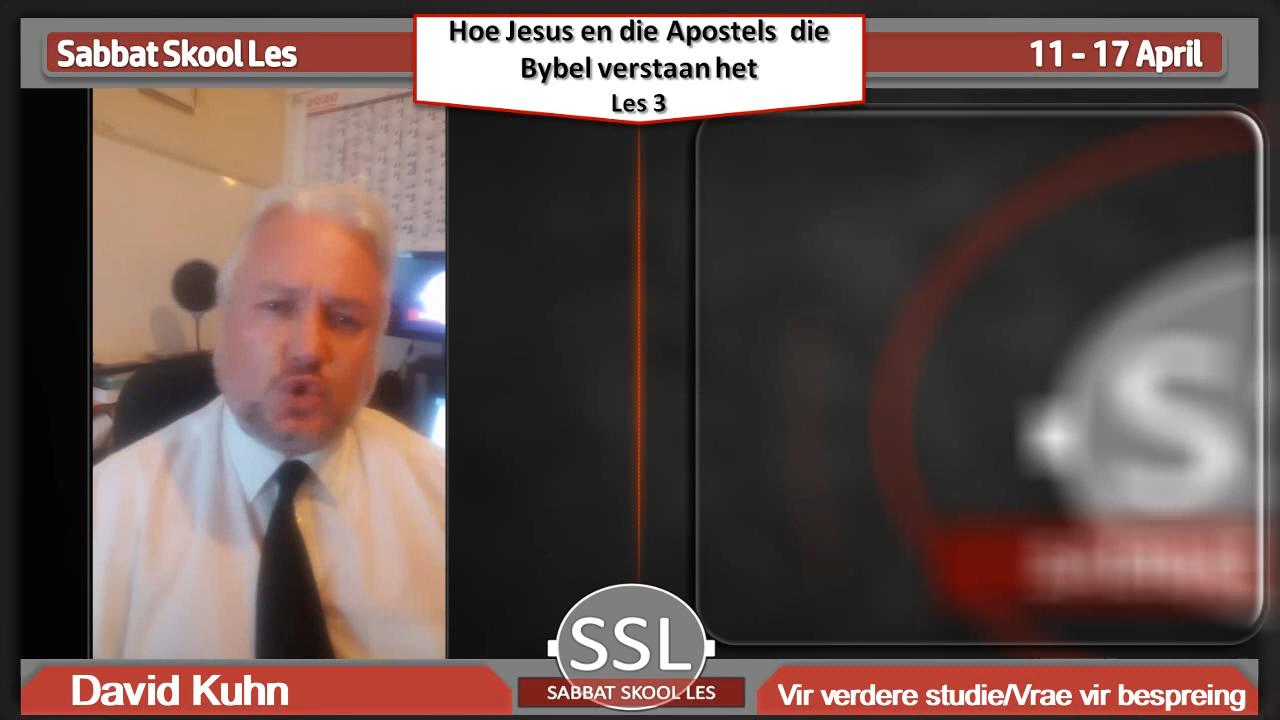 Sabbat Skool Les
Hoe Jesus en die Apostels die
Bybel verstaan het
Les 3
11 - 17 April
2020
S
SSL
SABBAT SKOOL LES
David Kuhn
Vir verdere studie/Vrae vir bespreing